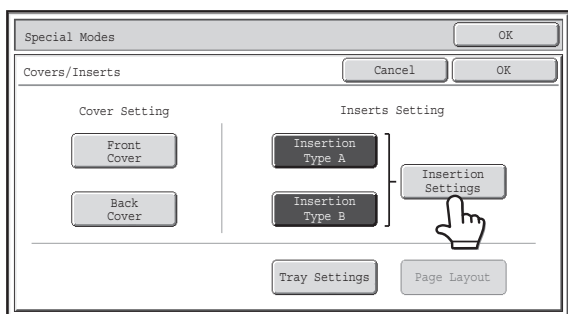 Special Modes
OK
Covers/Inserts
Cancel
OK
Cover Setting
Inserts Setting
Front
Cover
Insertion
Type A
Insertion
Settings
Back
Cover
Insertion
Type B
Tray Settings
Page Layout